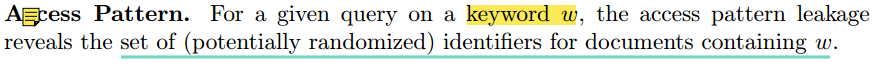 Access Pattern. For a given query on a keyword w, the access pattern leakage
reveals the set of (potentially randomized) identifiers for documents containing w.